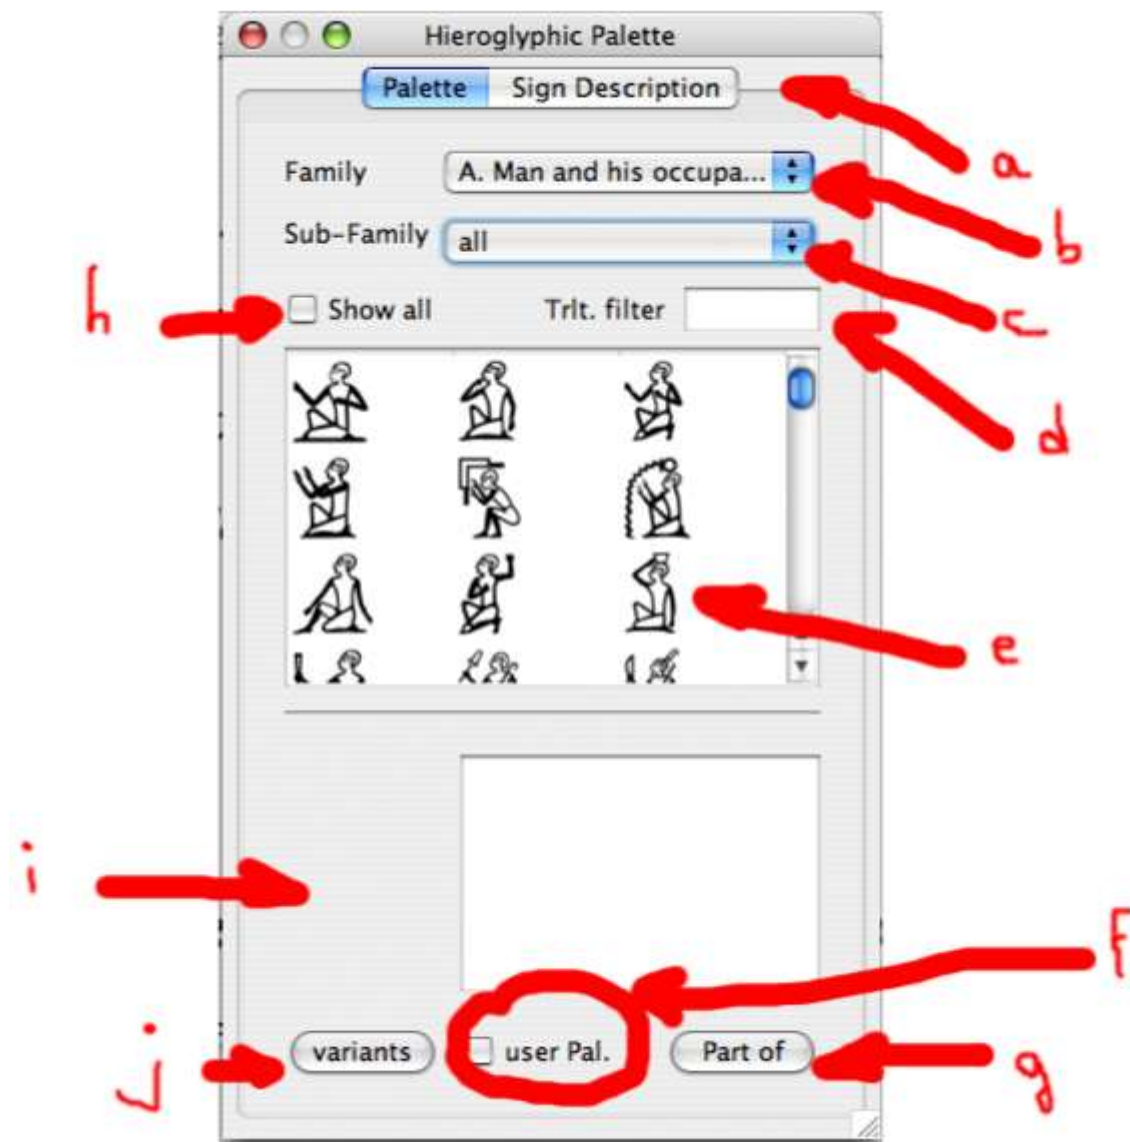 Hieroglyphic Palette
Palette Sign Description
a
Family A. Man and his occupa...
b
Sub-Family all
c
h
Show all Trlt. filter
d
e
i
f
variants user Pal. Part of
j
g